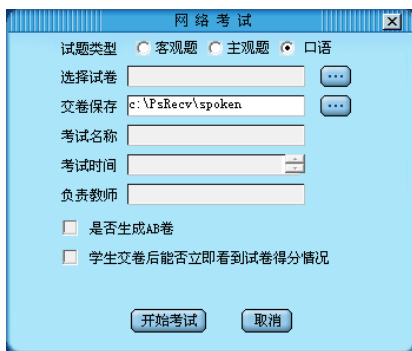 网络考试
试题类型 客观题 主观题 口语
选择试卷 ...
交卷保存 c:\PsRecv\spoken ...
考试名称
考试时间
负责教师
是否生成AB卷
学生交卷后能否立即看到试卷得分情况
开始考试 取消